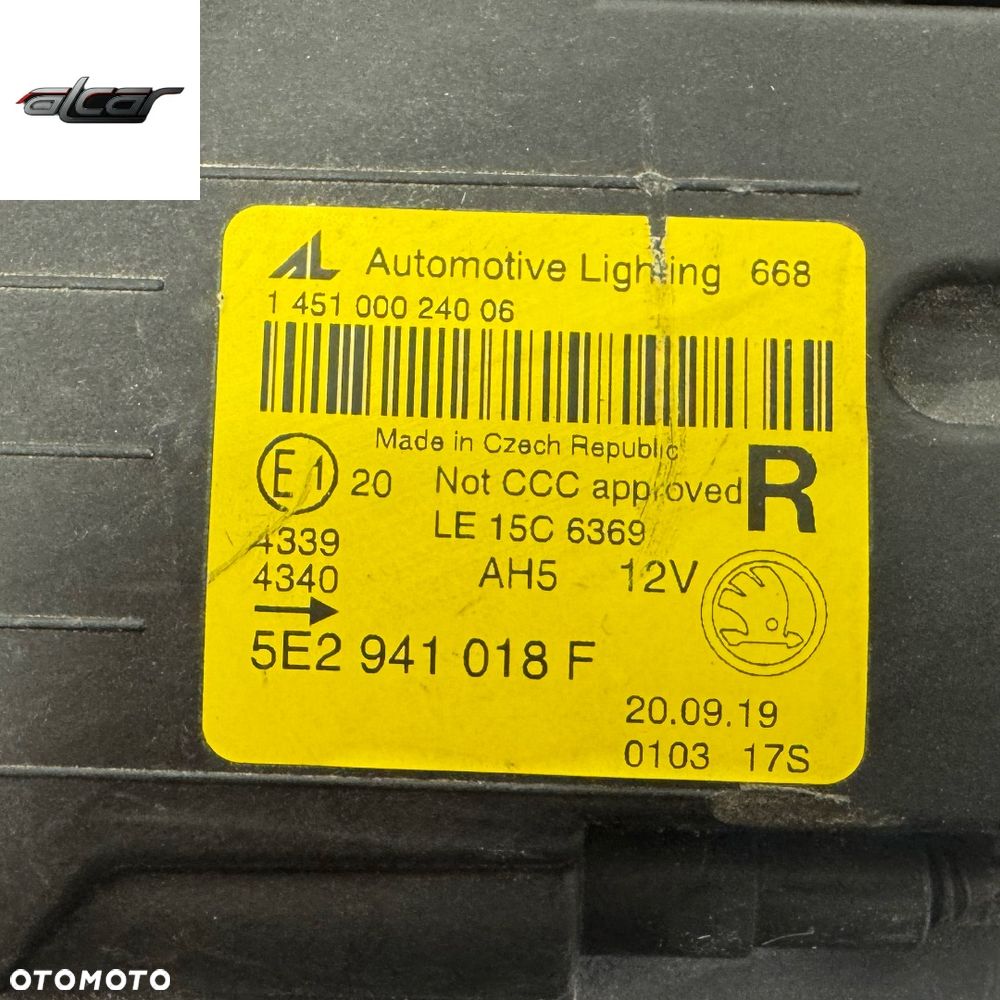 alcar
AL Automotive Lighting 668
1 451 000 240 06
Made in Czech Republic
E1 20 Not CCC approved R
LE 15C 6369
4339
4340 AH5 12V
5E2 941 018 F
20.09.19
0103 17S
OTOMOTO